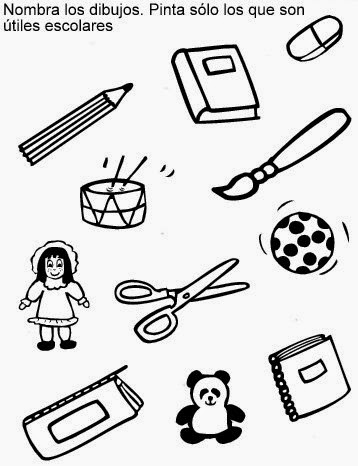 Nombra los dibujos. Pinta sólo los que son
útiles escolares